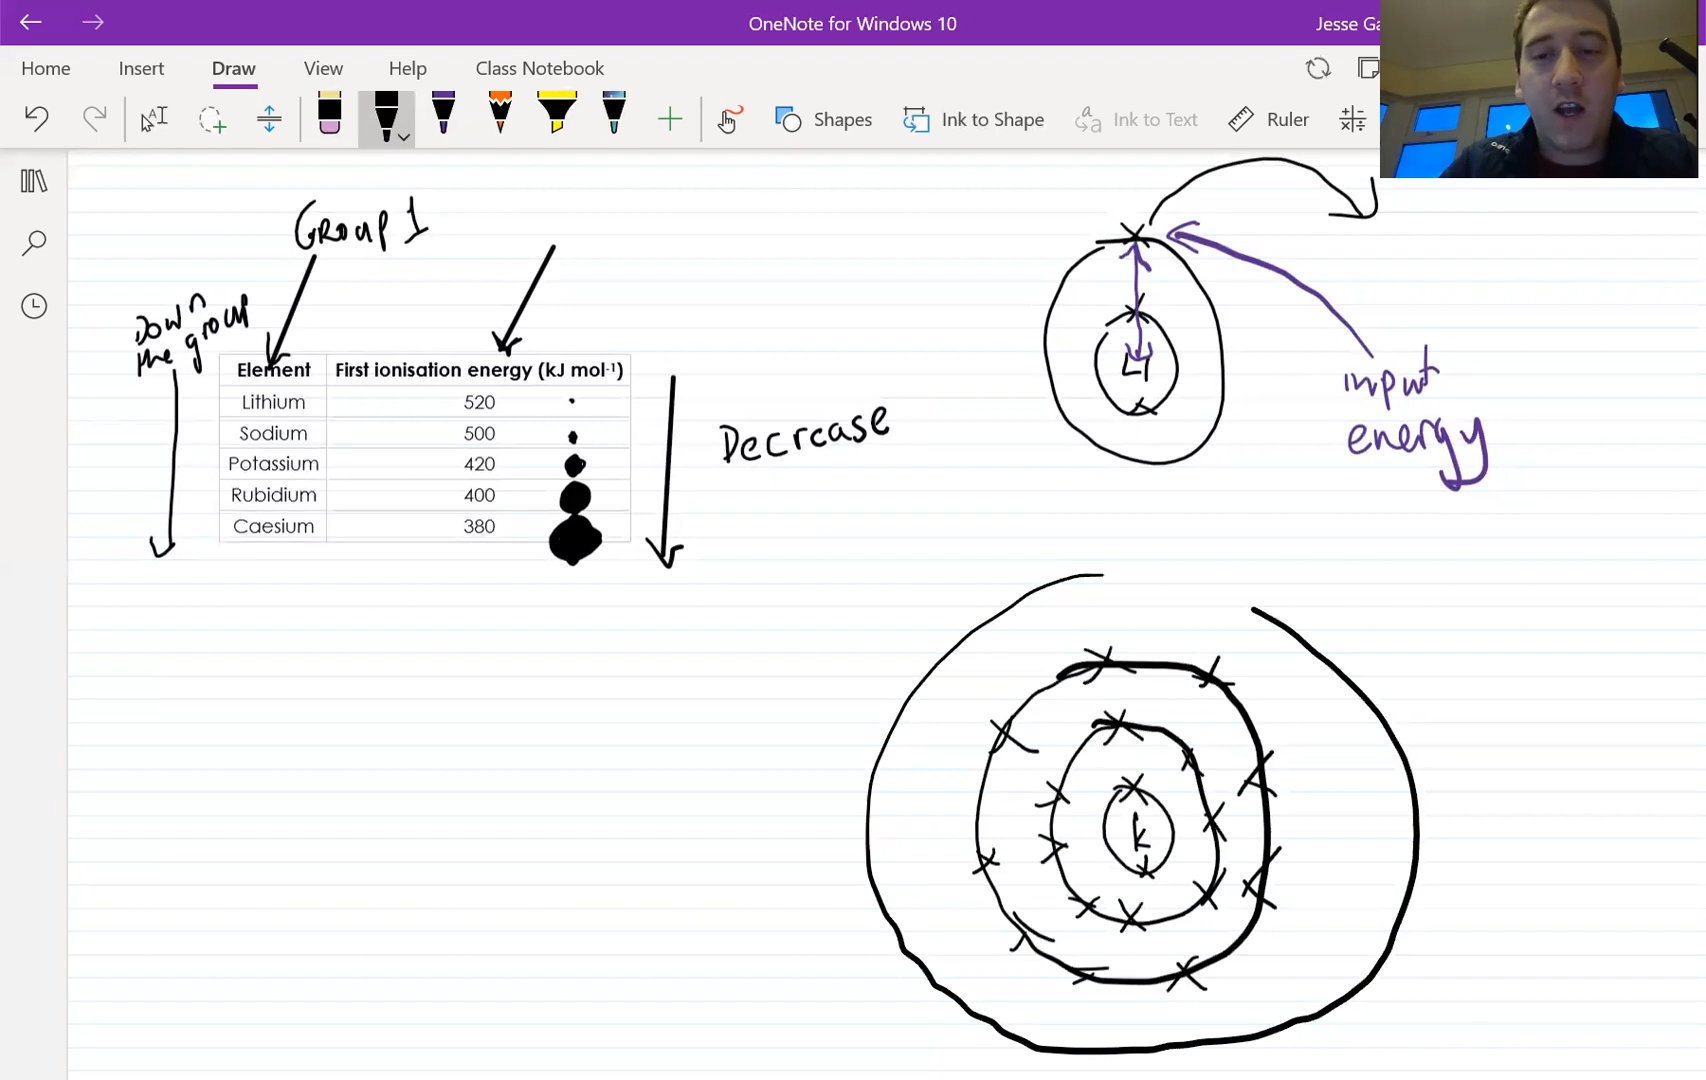 OneNote for Windows 10
Jesse Ga
Home Insert Draw View Help Class Notebook
Shapes Ink to Shape Ink to Text Ruler
Group 1
Down
the group
Element First ionisation energy (kJ mol-1)
Lithium 520
Sodium 500
Potassium 420
Rubidium 400
Caesium 380
Decrease
Li
input
energy
K